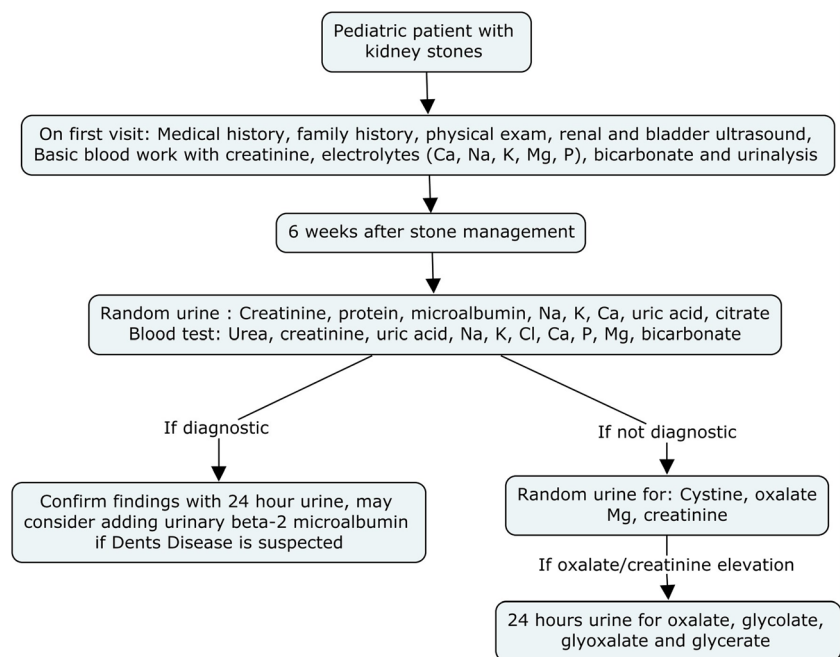 Pediatric patient with
kidney stones
On first visit: Medical history, family history, physical exam, renal and bladder ultrasound,
Basic blood work with creatinine, electrolytes (Ca, Na, K, Mg, P), bicarbonate and urinalysis
6 weeks after stone management
Random urine : Creatinine, protein, microalbumin, Na, K, Ca, uric acid, citrate
Blood test: Urea, creatinine, uric acid, Na, K, Cl, Ca, P, Mg, bicarbonate
If diagnostic
Confirm findings with 24 hour urine, may
consider adding urinary beta-2 microalbumin
if Dents Disease is suspected
If not diagnostic
Random urine for: Cystine, oxalate
Mg, creatinine
If oxalate/creatinine elevation
24 hours urine for oxalate, glycolate,
glyoxalate and glycerate